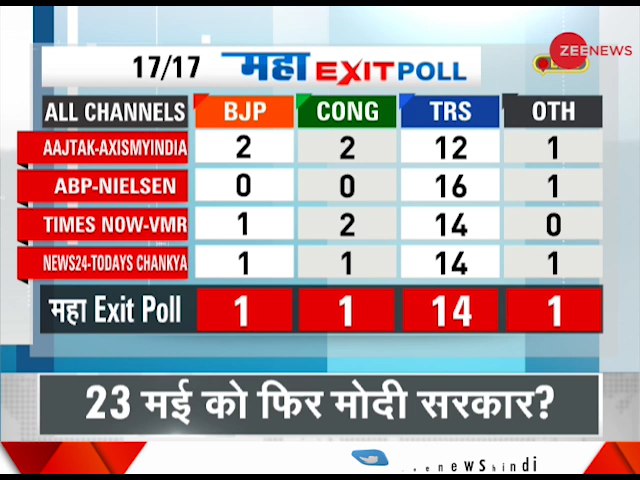 ZEENEWS
17/17 महा EXIT POLL
ALL CHANNELS BJP CONG TRS OTH
AAJTAK-AXISMYINDIA 2 2 12 1
ABP-NIELSEN 0 0 16 1
TIMES NOW-VMR 1 2 14 0
NEWS24-TODAYS CHANKYA 1 1 14 1
महा Exit Poll 1 1 14 1
23 मई को फिर मोदी सरकार?